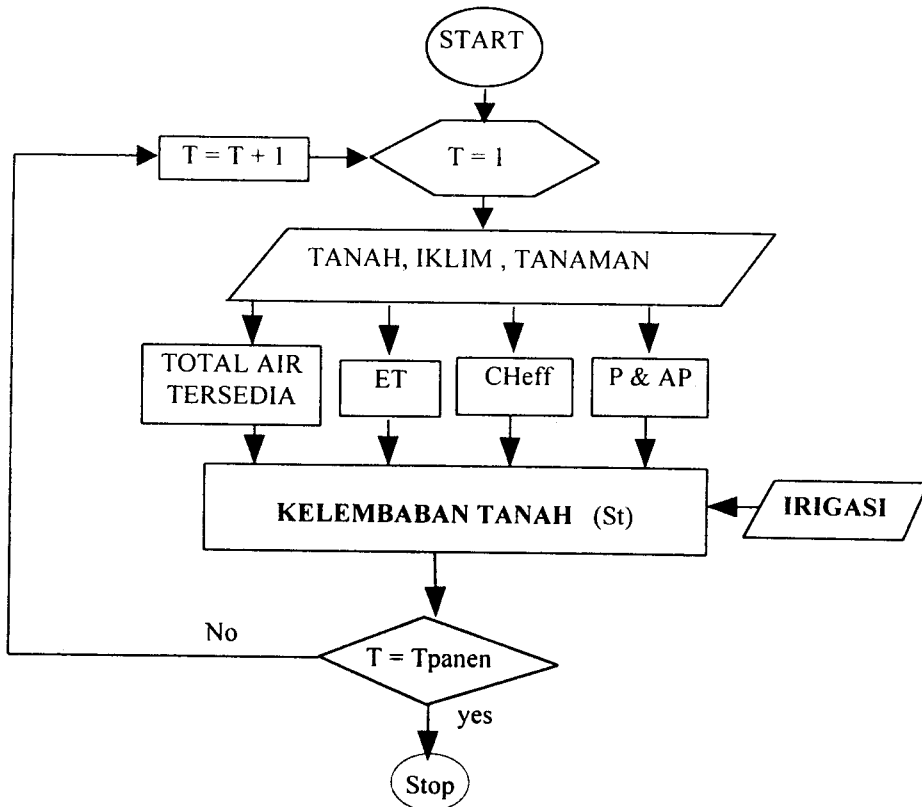 START
T = T + 1
T = 1
TANAH, IKLIM , TANAMAN
TOTAL AIR
TERSEDIA
ET
CHeff
P & AP
KELEMBABAN TANAH (St)
IRIGASI
No
T = Tpanen
yes
Stop